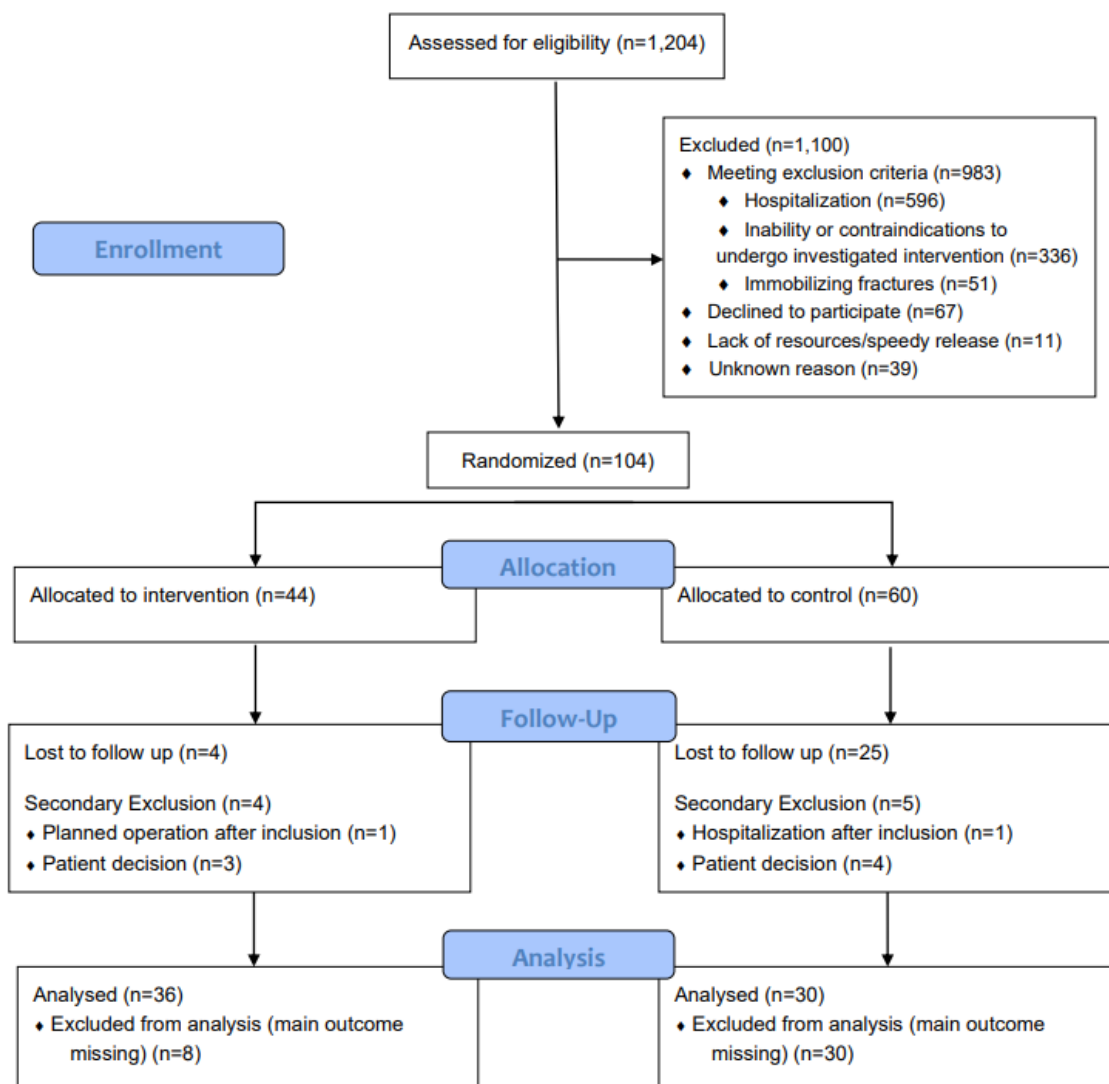 Assessed for eligibility (n=1,204)
Excluded (n=1,100)
♦ Meeting exclusion criteria (n=983)
♦ Hospitalization (n=596)
♦ Inability or contraindications to
undergo investigated intervention (n=336)
♦ Immobilizing fractures (n=51)
♦ Declined to participate (n=67)
♦ Lack of resources/speedy release (n=11)
♦ Unknown reason (n=39)
Enrollment
Randomized (n=104)
Allocation
Allocated to intervention (n=44)
Allocated to control (n=60)
Follow-Up
Lost to follow up (n=4)
Secondary Exclusion (n=4)
♦ Planned operation after inclusion (n=1)
♦ Patient decision (n=3)
Lost to follow up (n=25)
Secondary Exclusion (n=5)
♦ Hospitalization after inclusion (n=1)
♦ Patient decision (n=4)
Analysis
Analysed (n=36)
♦ Excluded from analysis (main outcome
missing) (n=8)
Analysed (n=30)
♦ Excluded from analysis (main outcome
missing) (n=30)